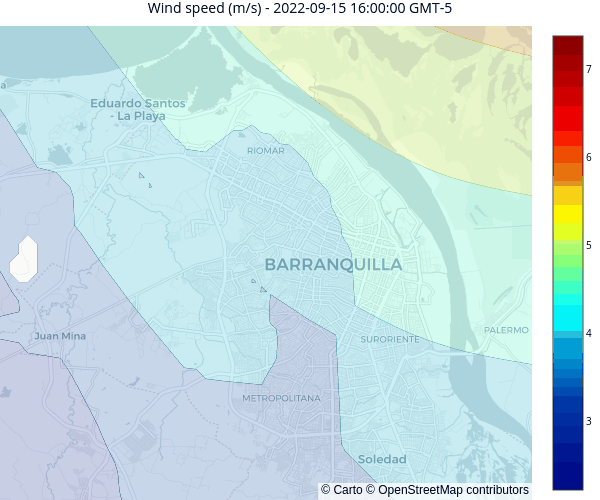 Wind speed (m/s) - 2022-09-15 16:00:00 GMT-5
a
Eduardo Santos
- La Playa
RIOMAR
BARRANQUILLA
Juan Mina
SURORIENTE
PALERMO
METROPOLITANA
Soledad
© Carto © OpenStreetMap contributors
7
6
5
4
3